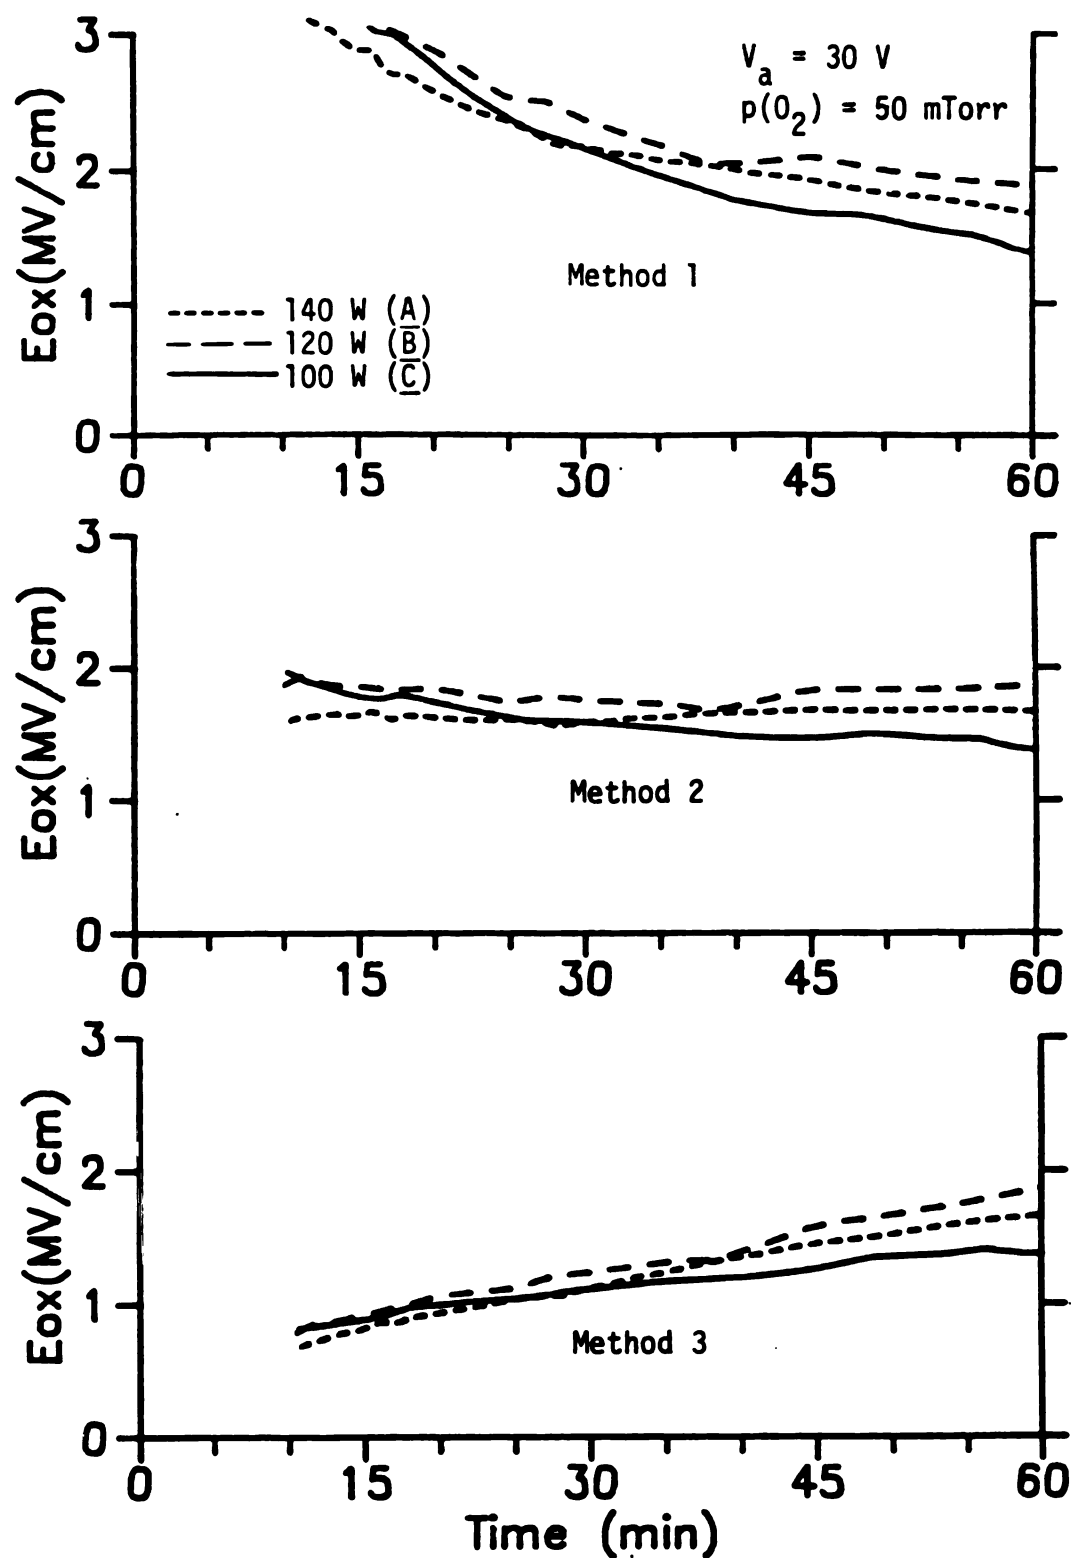 3
2
1
0
Eox(MV/cm)
Va = 30 V
p(O2) = 50 mTorr
Method 1
140 W (A)
120 W (B)
100 W (C)
0 15 30 45 60
3
2
1
0
Eox(MV/cm)
Method 2
0 15 30 45 60
3
2
1
0
Eox(MV/cm)
Method 3
0 15 30 45 60
Time (min)